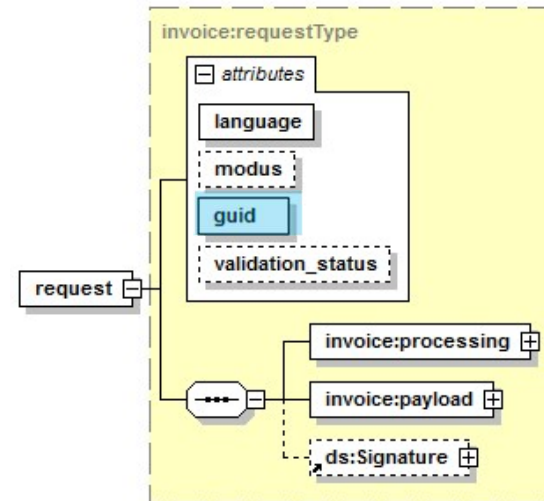 invoice:requestType
attributes
language
modus
guid
validation_status
request
invoice:processing
invoice:payload
ds:Signature